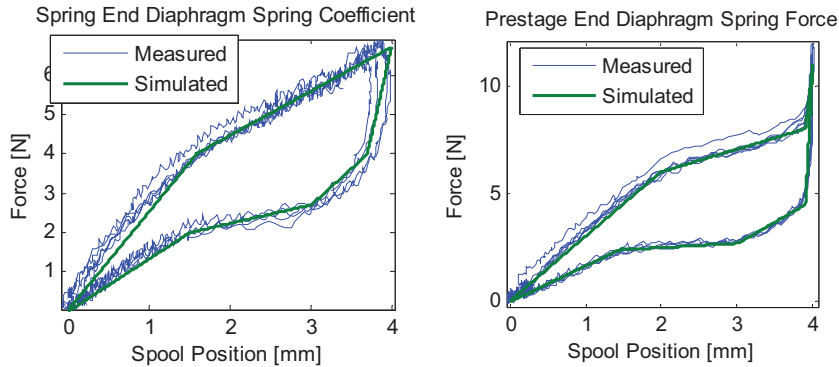 Spring End Diaphragm Spring Coefficient
Measured
Simulated
6
5
4
3
2
1
0
1
2
3
4
Force [N]
Spool Position [mm]
Prestage End Diaphragm Spring Force
Measured
Simulated
10
5
0
0
1
2
3
4
Force [N]
Spool Position [mm]